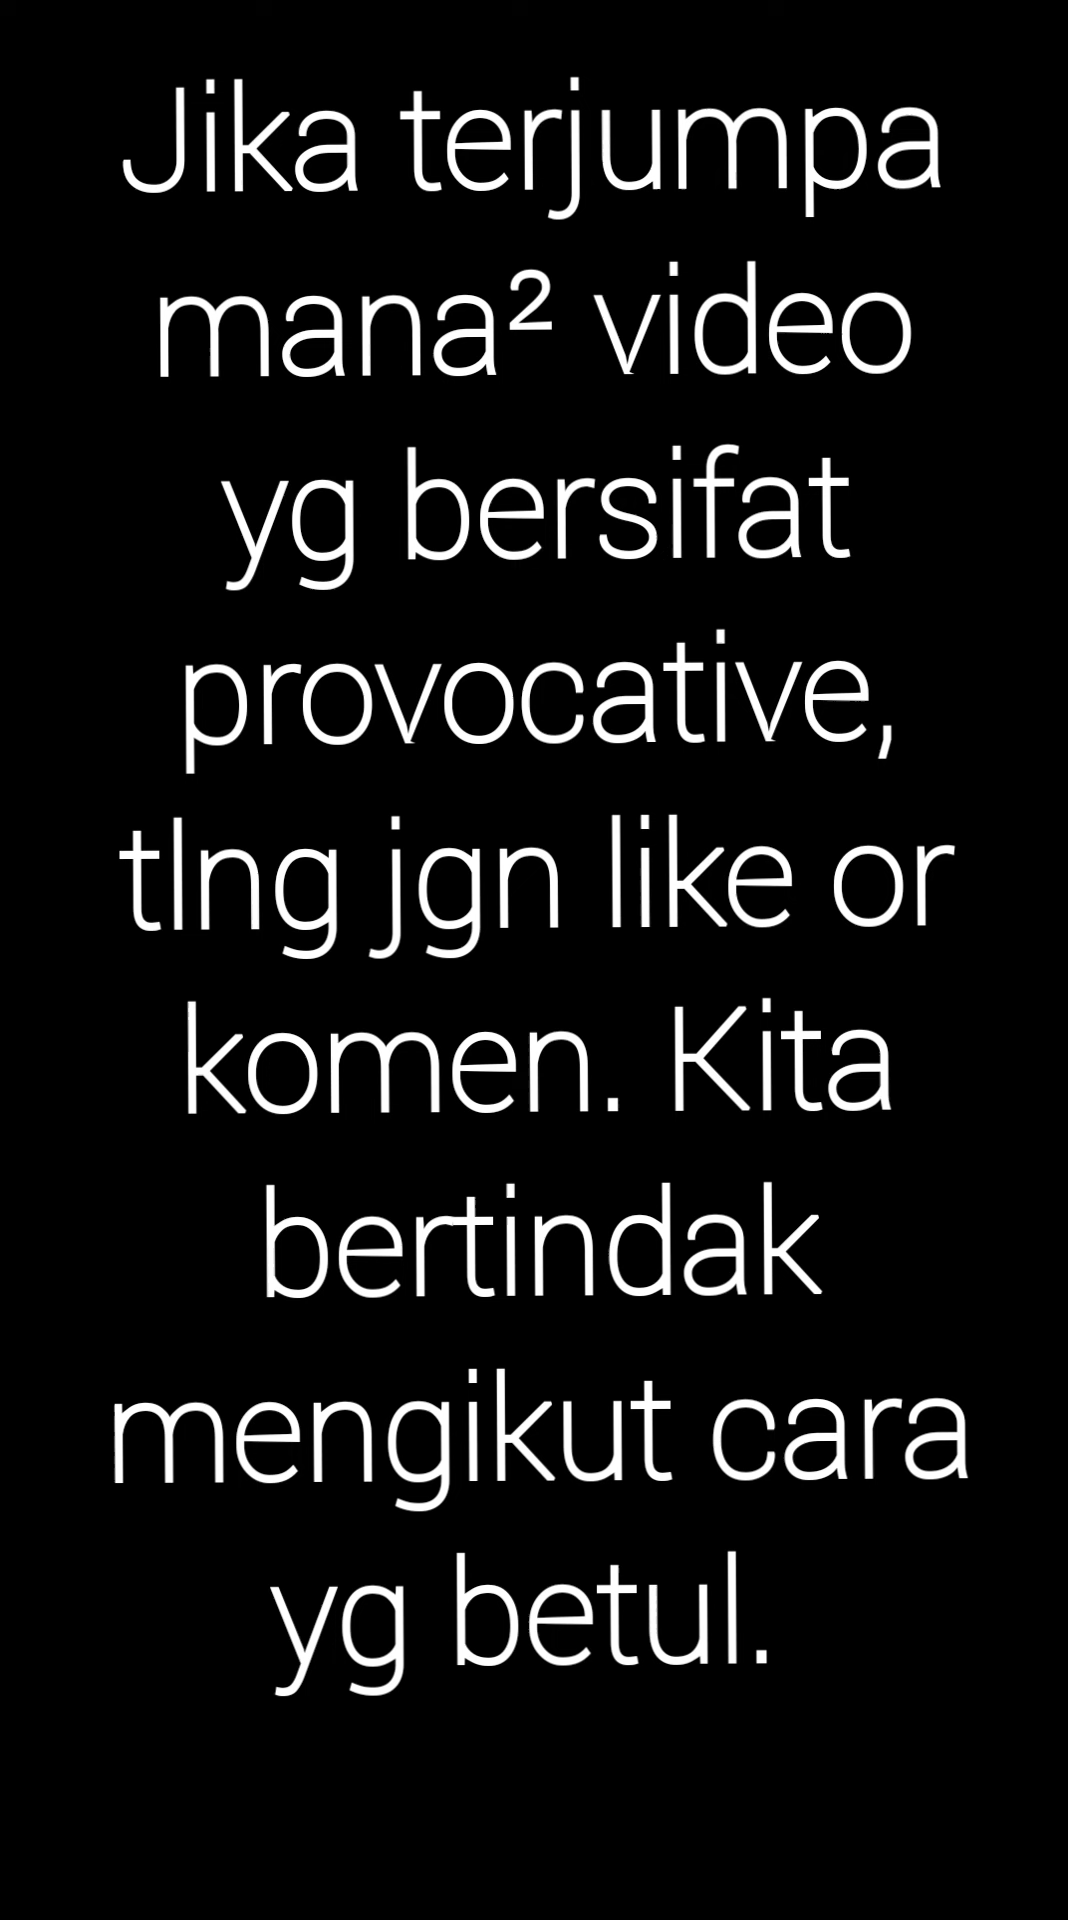 Jika terjumpa
mana² video
yg bersifat
provocative,
tlng jgn like or
komen. Kita
bertindak
mengikut cara
yg betul.